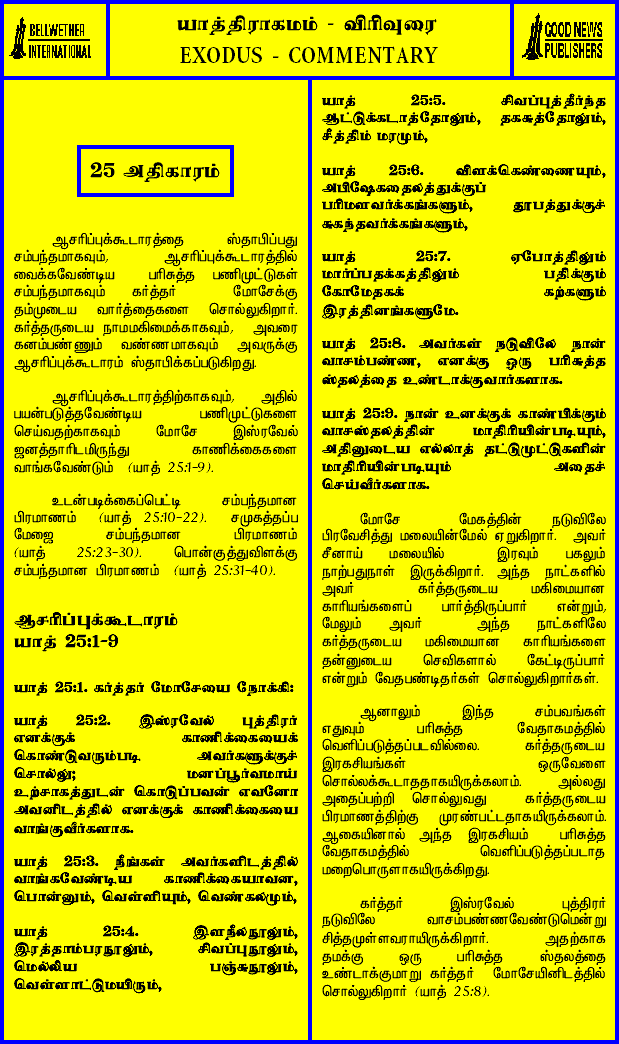 BELLWETHER
INTERNATIONAL
யாத்திராகமம் - விரிவுரை
EXODUS - COMMENTARY
GOOD NEWS
PUBLISHERS
25 அதிகாரம்
ஆசரிப்புக்கூடாரத்தை ஸ்தாபிப்பது
சம்பந்தமாகவும், ஆசரிப்புக்கூடாரத்தில்
வைக்கவேண்டிய பரிசுத்த பணிமுட்டுகள்
சம்பந்தமாகவும் கர்த்தர் மோசேக்கு
தம்முடைய வார்த்தைகளை சொல்லுகிறார்.
கர்த்தருடைய நாமமகிமைக்காகவும், அவரை
கனம்பண்ணும் வண்ணமாகவும் அவருக்கு
ஆசரிப்புக்கூடாரம் ஸ்தாபிக்கப்படுகிறது.
ஆசரிப்புக்கூடாரத்திற்காகவும், அதில்
பயன்படுத்தவேண்டிய பணிமுட்டுகளை
செய்வதற்காகவும் மோசே இஸ்ரவேல்
ஜனத்தாரிடமிருந்து காணிக்கைகளை
வாங்கவேண்டும் (யாத் 25:1-9).
உடன்படிக்கைப்பெட்டி சம்பந்தமான
பிரமாணம் (யாத் 25:10-22). சமுகத்தப்ப
மேஜை சம்பந்தமான பிரமாணம்
(யாத் 25:23-30). பொன்குத்துவிளக்கு
சம்பந்தமான பிரமாணம் (யாத் 25:31-40).
ஆசரிப்புக்கூடாரம்
யாத் 25:1-9
யாத் 25:1. கர்த்தர் மோசேயை நோக்கி:
யாத் 25:2. இஸ்ரவேல் புத்திரர்
எனக்குக் காணிக்கையைக்
கொண்டுவரும்படி அவர்களுக்குச்
சொல்லு; மனப்பூர்வமாய்
உற்சாகத்துடன் கொடுப்பவன் எவனோ
அவனிடத்தில் எனக்குக் காணிக்கையை
வாங்குவீர்களாக.
யாத் 25:3. நீங்கள் அவர்களிடத்தில்
வாங்கவேண்டிய காணிக்கையாவன,
பொன்னும், வெள்ளியும், வெண்கலமும்,
யாத் 25:4. இளநீலநூலும்,
இரத்தாம்பரநூலும், சிவப்புநூலும்,
மெல்லிய பஞ்சுநூலும்,
வெள்ளாட்டுமயிரும்,
யாத் 25:5. சிவப்புத்தீர்ந்த
ஆட்டுக்கடாத்தோலும், தகசுத்தோலும்,
சீத்திம் மரமும்,
யாத் 25:6. விளக்கெண்ணையும்,
அபிஷேகதைலத்துக்குப்
பரிமளவர்க்கங்களும், தூபத்துக்குச்
சுகந்தவர்க்கங்களும்,
யாத் 25:7. ஏபோத்திலும்
மார்ப்பதக்கத்திலும் பதிக்கும்
கோமேதகக் கற்களும்
இரத்தினங்களுமே.
யாத் 25:8. அவர்கள் நடுவிலே நான்
வாசம்பண்ண, எனக்கு ஒரு பரிசுத்த
ஸ்தலத்தை உண்டாக்குவார்களாக.
யாத் 25:9. நான் உனக்குக் காண்பிக்கும்
வாசஸ்தலத்தின் மாதிரியின்படியும்,
அதினுடைய எல்லாத் தட்டுமுட்டுகளின்
மாதிரியின்படியும் அதைச்
செய்வீர்களாக.
மோசே மேகத்தின் நடுவிலே
பிரவேசித்து மலையின்மேல் ஏறுகிறார். அவர்
சீனாய் மலையில் இரவும் பகலும்
நாற்பதுநாள் இருக்கிறார். அந்த நாட்களில்
அவர் கர்த்தருடைய மகிமையான
காரியங்களைப் பார்த்திருப்பார் என்றும்,
மேலும் அவர் அந்த நாட்களிலே
கர்த்தருடைய மகிமையான காரியங்களை
தன்னுடைய செவிகளால் கேட்டிருப்பார்
என்றும் வேதபண்டிதர்கள் சொல்லுகிறார்கள்.
ஆனாலும் இந்த சம்பவங்கள்
எதுவும் பரிசுத்த வேதாகமத்தில்
வெளிப்படுத்தப்படவில்லை. கர்த்தருடைய
இரகசியங்கள் ஒருவேளை
சொல்லக்கூடாததாகயிருக்கலாம். அல்லது
அதைப்பற்றி சொல்லுவது கர்த்தருடைய
பிரமாணத்திற்கு முரண்பட்டதாகயிருக்கலாம்.
ஆகையினால் அந்த இரகசியம் பரிசுத்த
வேதாகமத்தில் வெளிப்படுத்தப்படாத
மறைபொருளாகயிருக்கிறது.
கர்த்தர் இஸ்ரவேல் புத்திரர்
நடுவிலே வாசம்பண்ணவேண்டுமென்று
சித்தமுள்ளவராயிருக்கிறார். அதற்காக
தமக்கு ஒரு பரிசுத்த ஸ்தலத்தை
உண்டாக்குமாறு கர்த்தர் மோசேயினிடத்தில்
சொல்லுகிறார் (யாத் 25:8).